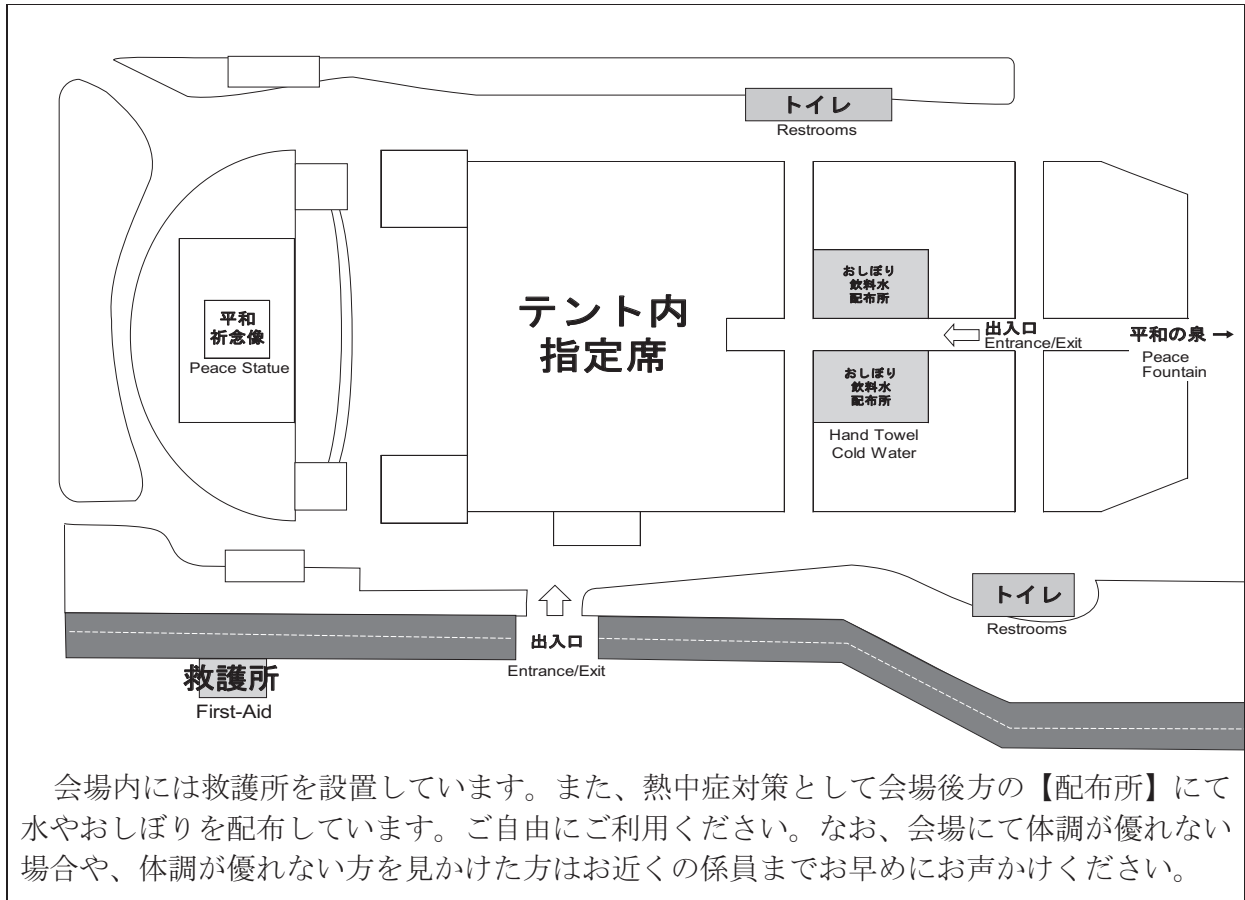 トイレ
Restrooms
おしぼり
飲料水
配布所
平和
祈念像
Peace Statue
テント内
指定席
出入口
Entrance/Exit
平和の泉 →
Peace
Fountain
おしぼり
飲料水
配布所
Hand Towel
Cold Water
トイレ
Restrooms
出入口
Entrance/Exit
救護所
First-Aid
会場内には救護所を設置しています。また、熱中症対策として会場後方の【配布所】にて
水やおしぼりを配布しています。ご自由にご利用ください。なお、会場にて体調が優れない
場合や、体調が優れない方を見かけた方はお近くの係員までお早めにお声かけください。